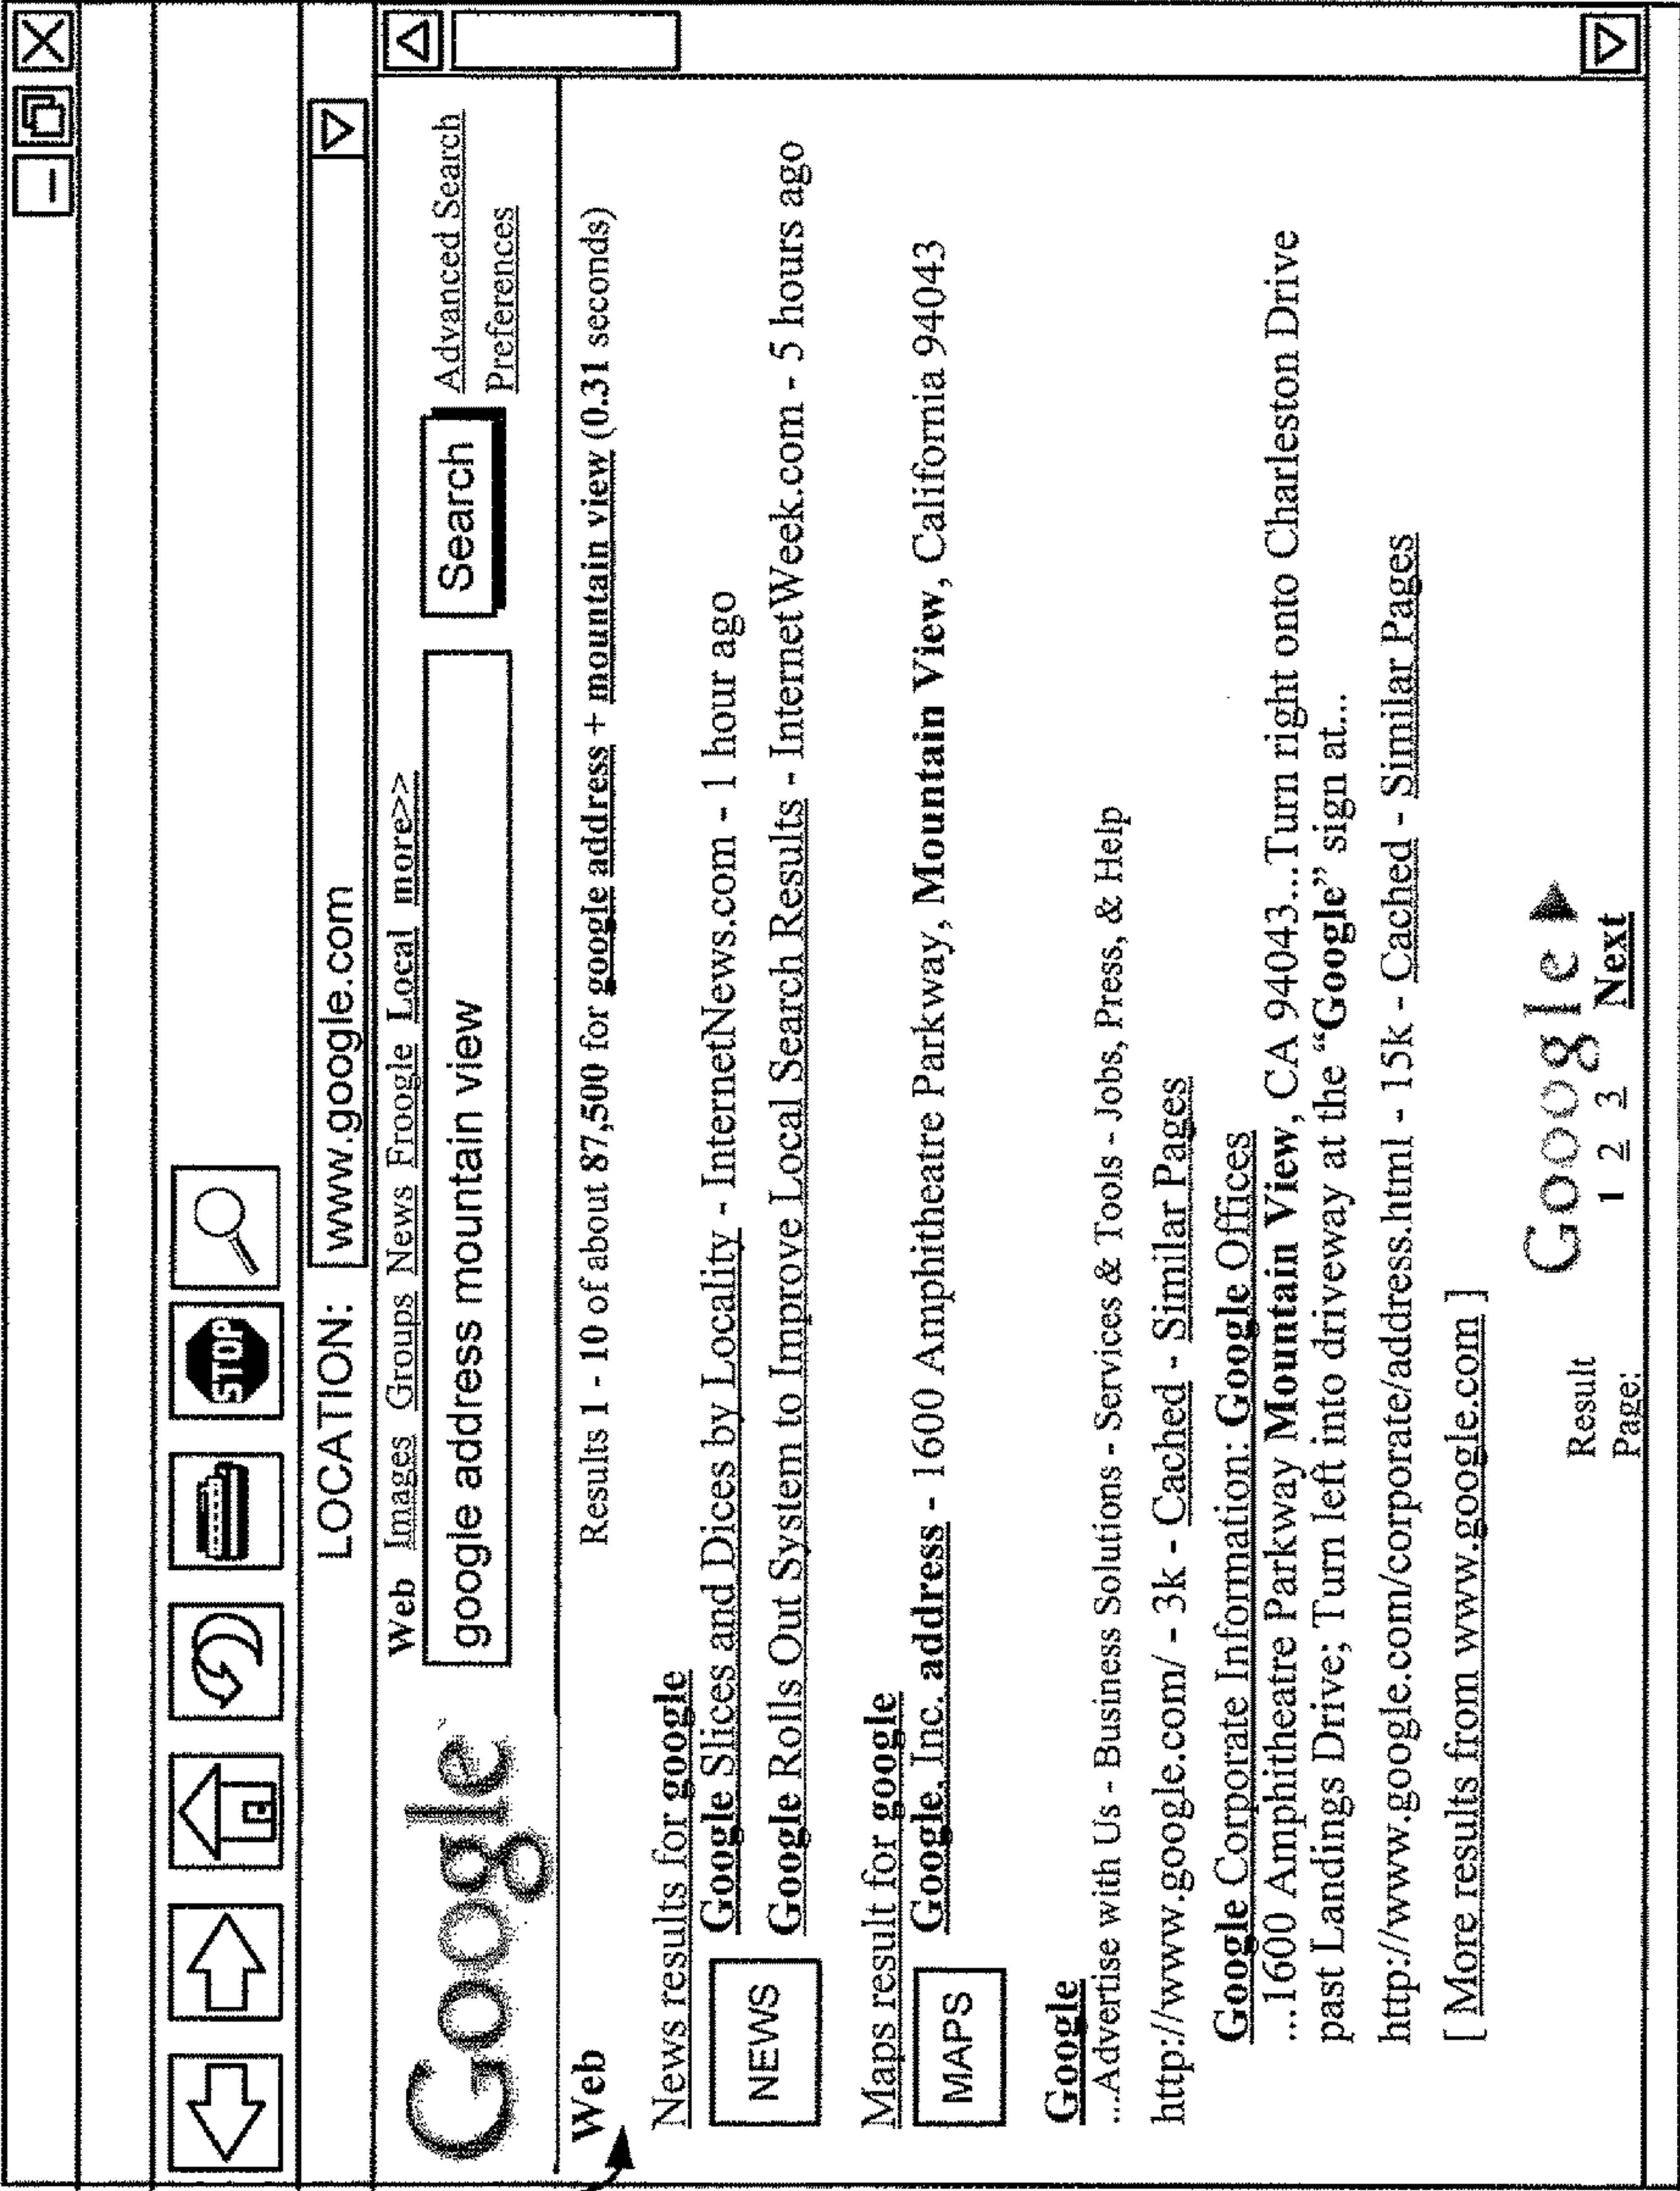 STOP
LOCATION: www.google.com
Google
Web Images Groups News Froogle Local more>>
google address mountain view
Search
Advanced Search
Preferences
Web
Results 1 - 10 of about 87,500 for google address + mountain view (0.31 seconds)
News results for google
NEWS
Google Slices and Dices by Locality - InternetNews.com - 1 hour ago
Google Rolls Out System to Improve Local Search Results - InternetWeek.com - 5 hours ago
Maps result for google
MAPS
Google, Inc. address - 1600 Amphitheatre Parkway, Mountain View, California 94043
Google
...Advertise with Us - Business Solutions - Services & Tools - Jobs, Press, & Help
http://www.google.com/ - 3k - Cached - Similar Pages
Google Corporate Information: Google Offices
...1600 Amphitheatre Parkway Mountain View, CA 94043...Turn right onto Charleston Drive
past Landings Drive; Turn left into driveway at the “Google” sign at...
http://www.google.com/corporate/address.html - 15k - Cached - Similar Pages
[ More results from www.google.com ]
Gooogle
Result
Page:
1 2 3 Next